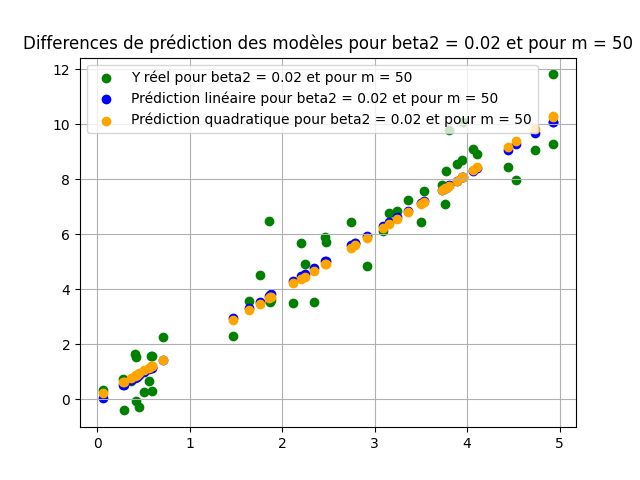 Differences de prédiction des modèles pour beta2 = 0.02 et pour m = 50
Y réel pour beta2 = 0.02 et pour m = 50
Prédiction linéaire pour beta2 = 0.02 et pour m = 50
Prédiction quadratique pour beta2 = 0.02 et pour m = 50
12
10
8
6
4
2
0
0 1 2 3 4 5